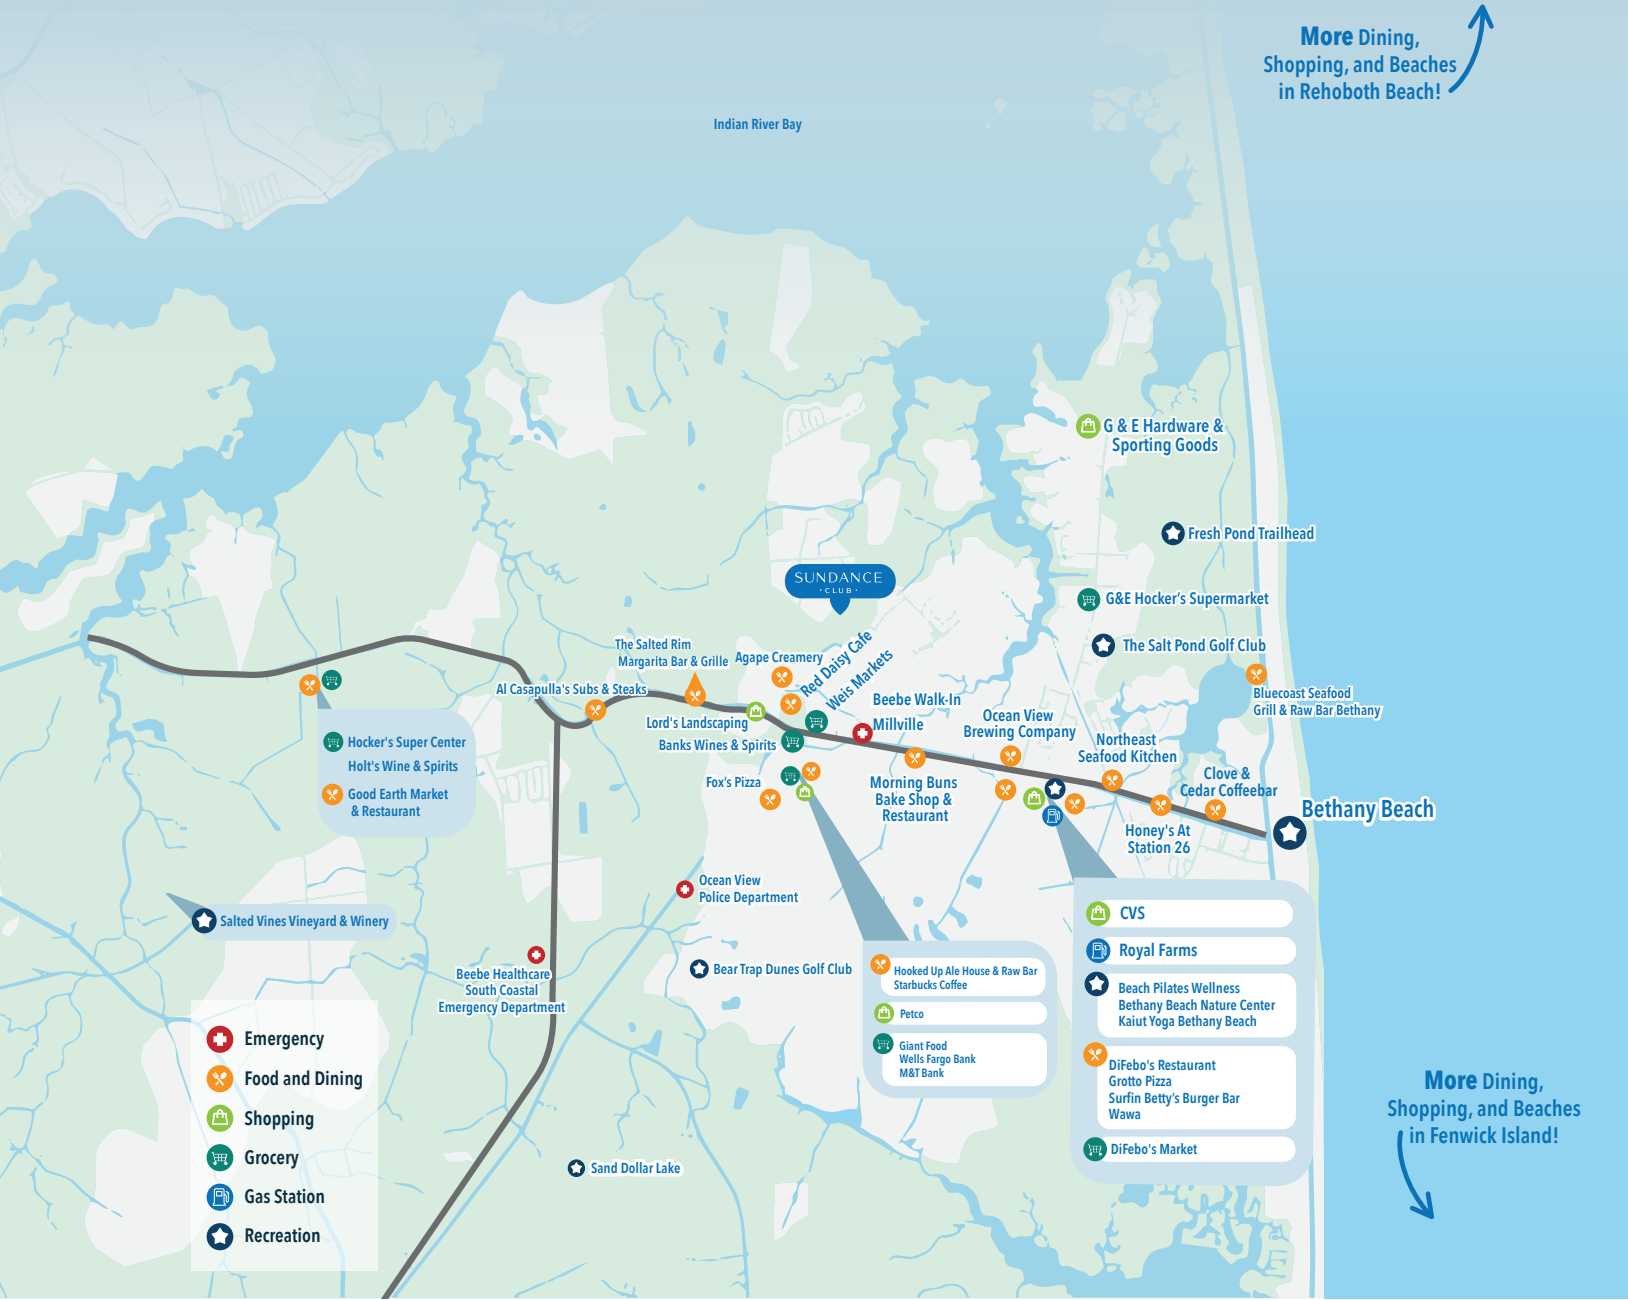 More Dining,
Shopping, and Beaches
in Rehoboth Beach!
Indian River Bay
G & E Hardware &
Sporting Goods
Fresh Pond Trailhead
SUNDANCE
· CLUB ·
G&E Hocker's Supermarket
The Salt Pond Golf Club
The Salted Rim
Margarita Bar & Grille
Agape Creamery
Red Daisy Cafe
Weis Markets
Al Casapulla's Subs & Steaks
Bluecoast Seafood
Grill & Raw Bar Bethany
Beebe Walk-In
Millville
Lord's Landscaping
Banks Wines & Spirits
Ocean View
Brewing Company
Northeast
Seafood Kitchen
Hocker's Super Center
Holt's Wine & Spirits
Good Earth Market
& Restaurant
Fox's Pizza
Morning Buns
Bake Shop &
Restaurant
Clove &
Cedar Coffeebar
Bethany Beach
Honey's At
Station 26
Ocean View
Police Department
Salted Vines Vineyard & Winery
Bear Trap Dunes Golf Club
Beebe Healthcare
South Coastal
Emergency Department
Hooked Up Ale House & Raw Bar
Starbucks Coffee
Petco
Giant Food
Wells Fargo Bank
M&T Bank
CVS
Royal Farms
Beach Pilates Wellness
Bethany Beach Nature Center
Kaiut Yoga Bethany Beach
DiFebo's Restaurant
Grotto Pizza
Surfin Betty's Burger Bar
Wawa
DiFebo's Market
Emergency
Food and Dining
Shopping
Grocery
Gas Station
Recreation
Sand Dollar Lake
More Dining,
Shopping, and Beaches
in Fenwick Island!